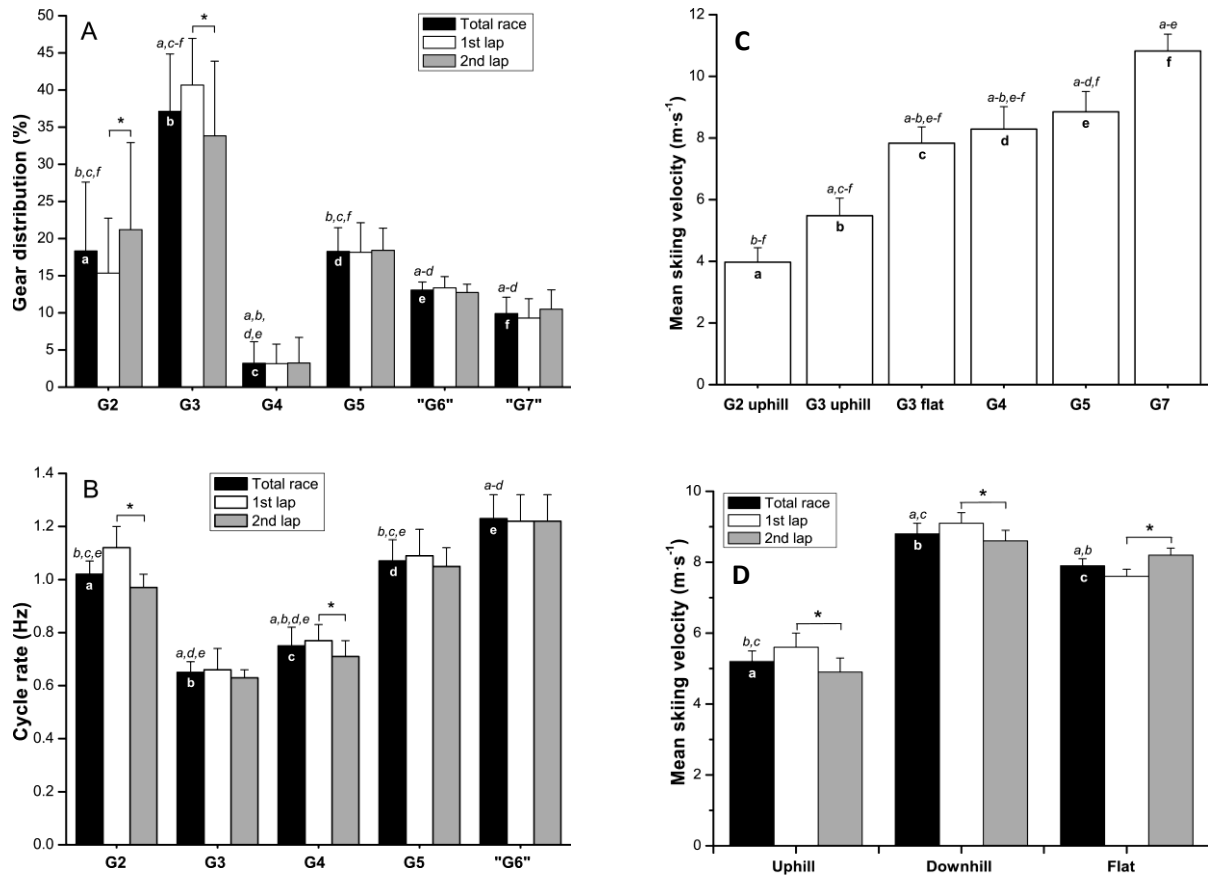 A
Total race
1st lap
2nd lap
Gear distribution (%)
50
45
40
35
30
25
20
15
10
5
0
b,c,f
*
a,c-f
*
a,b,
d,e
b,c,f
a-d
a-d
a
b
c
d
e
f
G2
G3
G4
G5
"G6"
"G7"
C
Mean skiing velocity (m·s-1)
12
10
8
6
4
2
0
b-f
a,c-f
a-b,e-f
a-b,e-f
a-d,f
a-e
a
b
c
d
e
f
G2 uphill
G3 uphill
G3 flat
G4
G5
G7
B
Total race
1st lap
2nd lap
Cycle rate (Hz)
1.4
1.2
1.0
0.8
0.6
0.4
0.2
0.0
b,c,e
*
a,d,e
a,b,d,e
*
b,c,e
a-d
a
b
c
d
e
G2
G3
G4
G5
"G6"
D
Total race
1st lap
2nd lap
Mean skiing velocity (m·s-1)
10
8
6
4
2
0
b,c
*
a,c
*
a,b
*
a
b
c
Uphill
Downhill
Flat